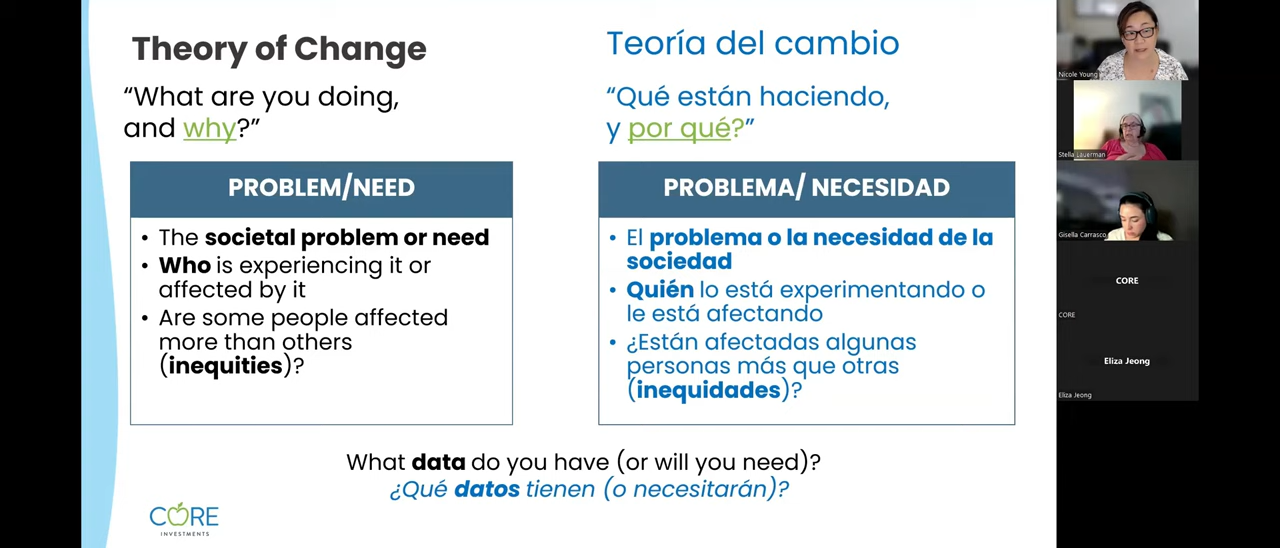 Theory of Change
“What are you doing,
and why?”
PROBLEM/NEED
• The societal problem or need
• Who is experiencing it or
affected by it
• Are some people affected
more than others
(inequities)?
Teoría del cambio
“Qué están haciendo,
y por qué?”
PROBLEMA/ NECESIDAD
• El problema o la necesidad de la
sociedad
• Quién lo está experimentando o
le está afectando
• ¿Están afectadas algunas
personas más que otras
(inequidades)?
What data do you have (or will you need)?
¿Qué datos tienen (o necesitarán)?
CORE
INVESTMENTS
Nicole Young
Stella Lauerman
Gisella Carrasco
CORE
CORE
Eliza Jeong
Eliza Jeong